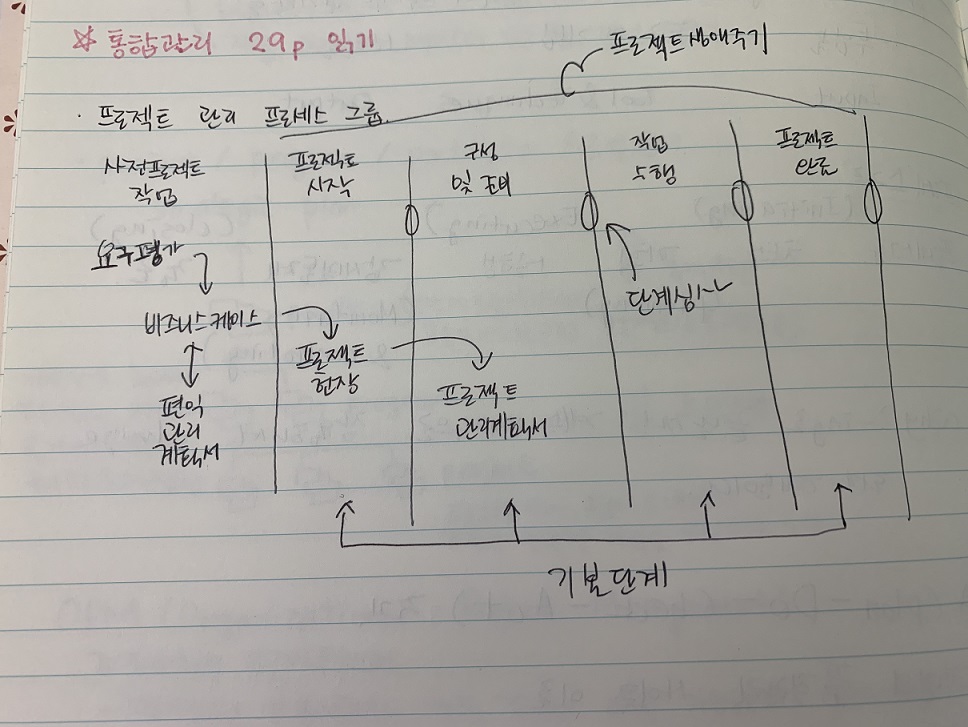 ☆ 통합관리 29p 읽기
프로젝트 생애주기
· 프로젝트 관리 프로세스 그룹
사전프로젝트
작업
프로젝트
시작
구성
및 준비
작업
수행
프로젝트
완료
요구평가
단계심사
비즈니스케이스
프로젝트
헌장
편익
관리
계획서
프로젝트
관리계획서
기본단계